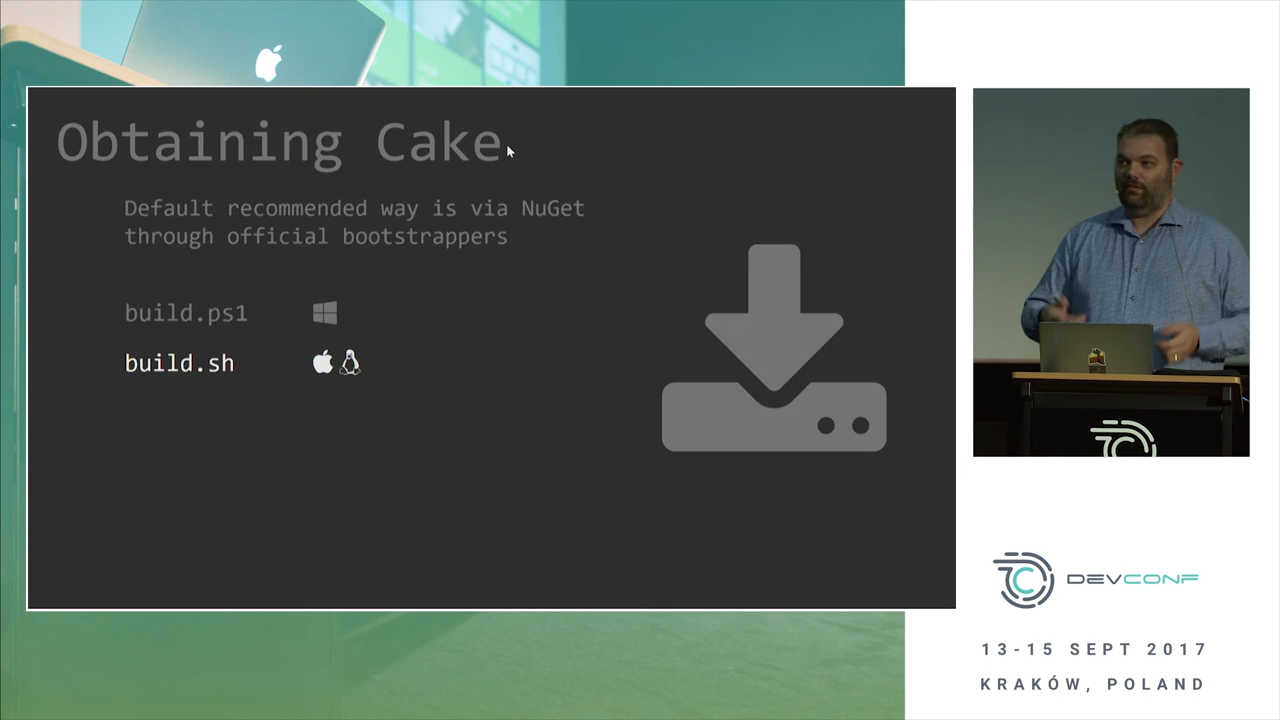 Obtaining Cake
Default recommended way is via NuGet
through official bootstrappers
build.ps1
build.sh
DEVCONF
13-15 SEPT 2017
KRAKÓW, POLAND